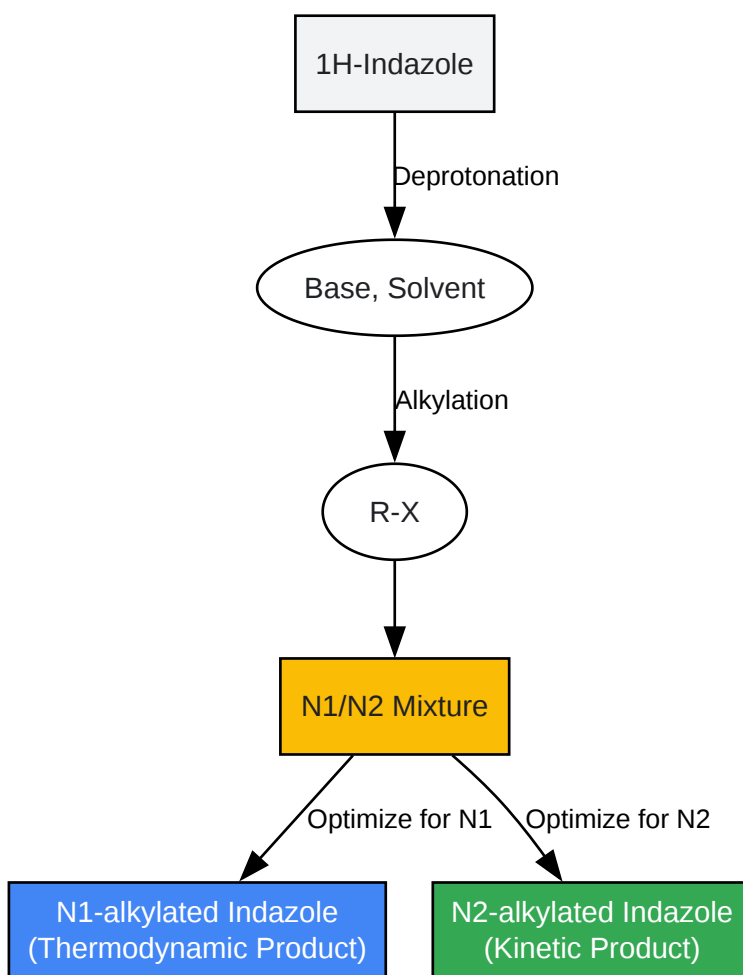 1H-Indazole
Deprotonation
Base, Solvent
Alkylation
R-X
N1/N2 Mixture
Optimize for N1
Optimize for N2
N1-alkylated Indazole
(Thermodynamic Product)
N2-alkylated Indazole
(Kinetic Product)